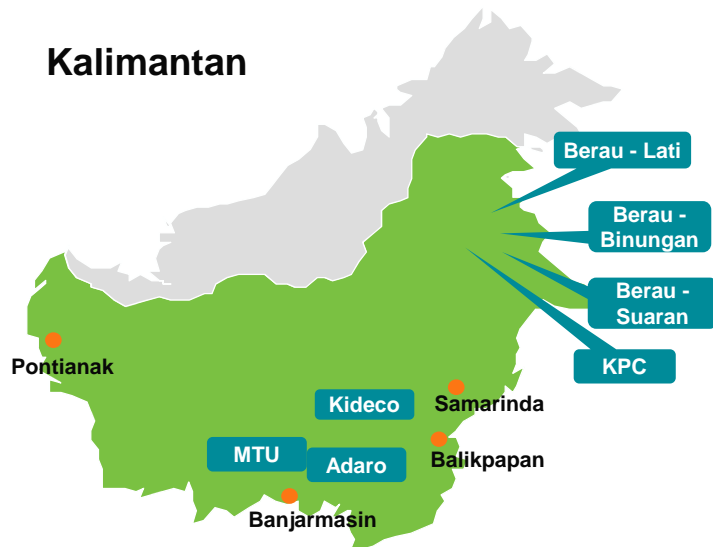 Kalimantan
Berau - Lati
Berau -
Binungan
Berau -
Suaran
KPC
Pontianak
Kideco
Samarinda
MTU
Adaro
Balikpapan
Banjarmasin